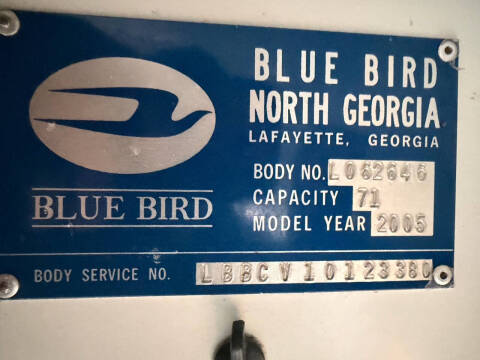 BLUE BIRD
NORTH GEORGIA
LAFAYETTE, GEORGIA
BODY NO. L062646
CAPACITY 71
MODEL YEAR 2005
BLUE BIRD
BODY SERVICE NO. LBBCV10123380